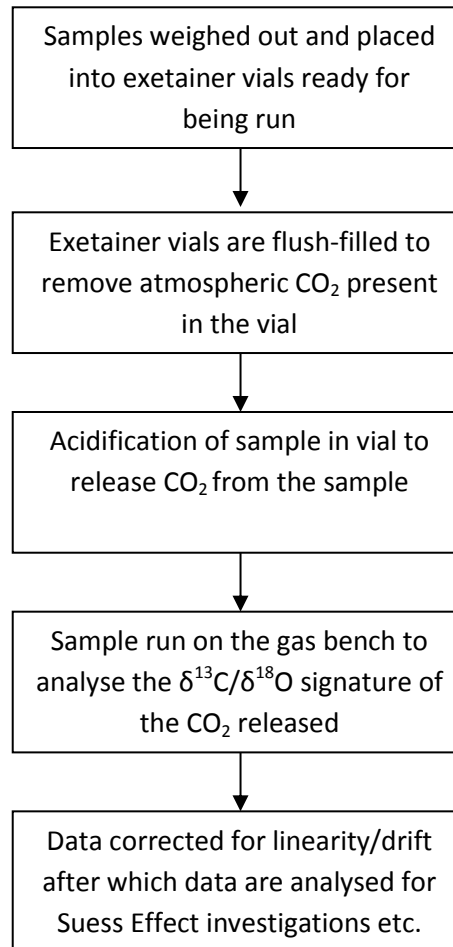 Samples weighed out and placed
into exetainer vials ready for
being run
Exetainer vials are flush-filled to
remove atmospheric CO₂ present
in the vial
Acidification of sample in vial to
release CO₂ from the sample
Sample run on the gas bench to
analyse the δ¹³C/δ¹⁸O signature of
the CO₂ released
Data corrected for linearity/drift
after which data are analysed for
Suess Effect investigations etc.